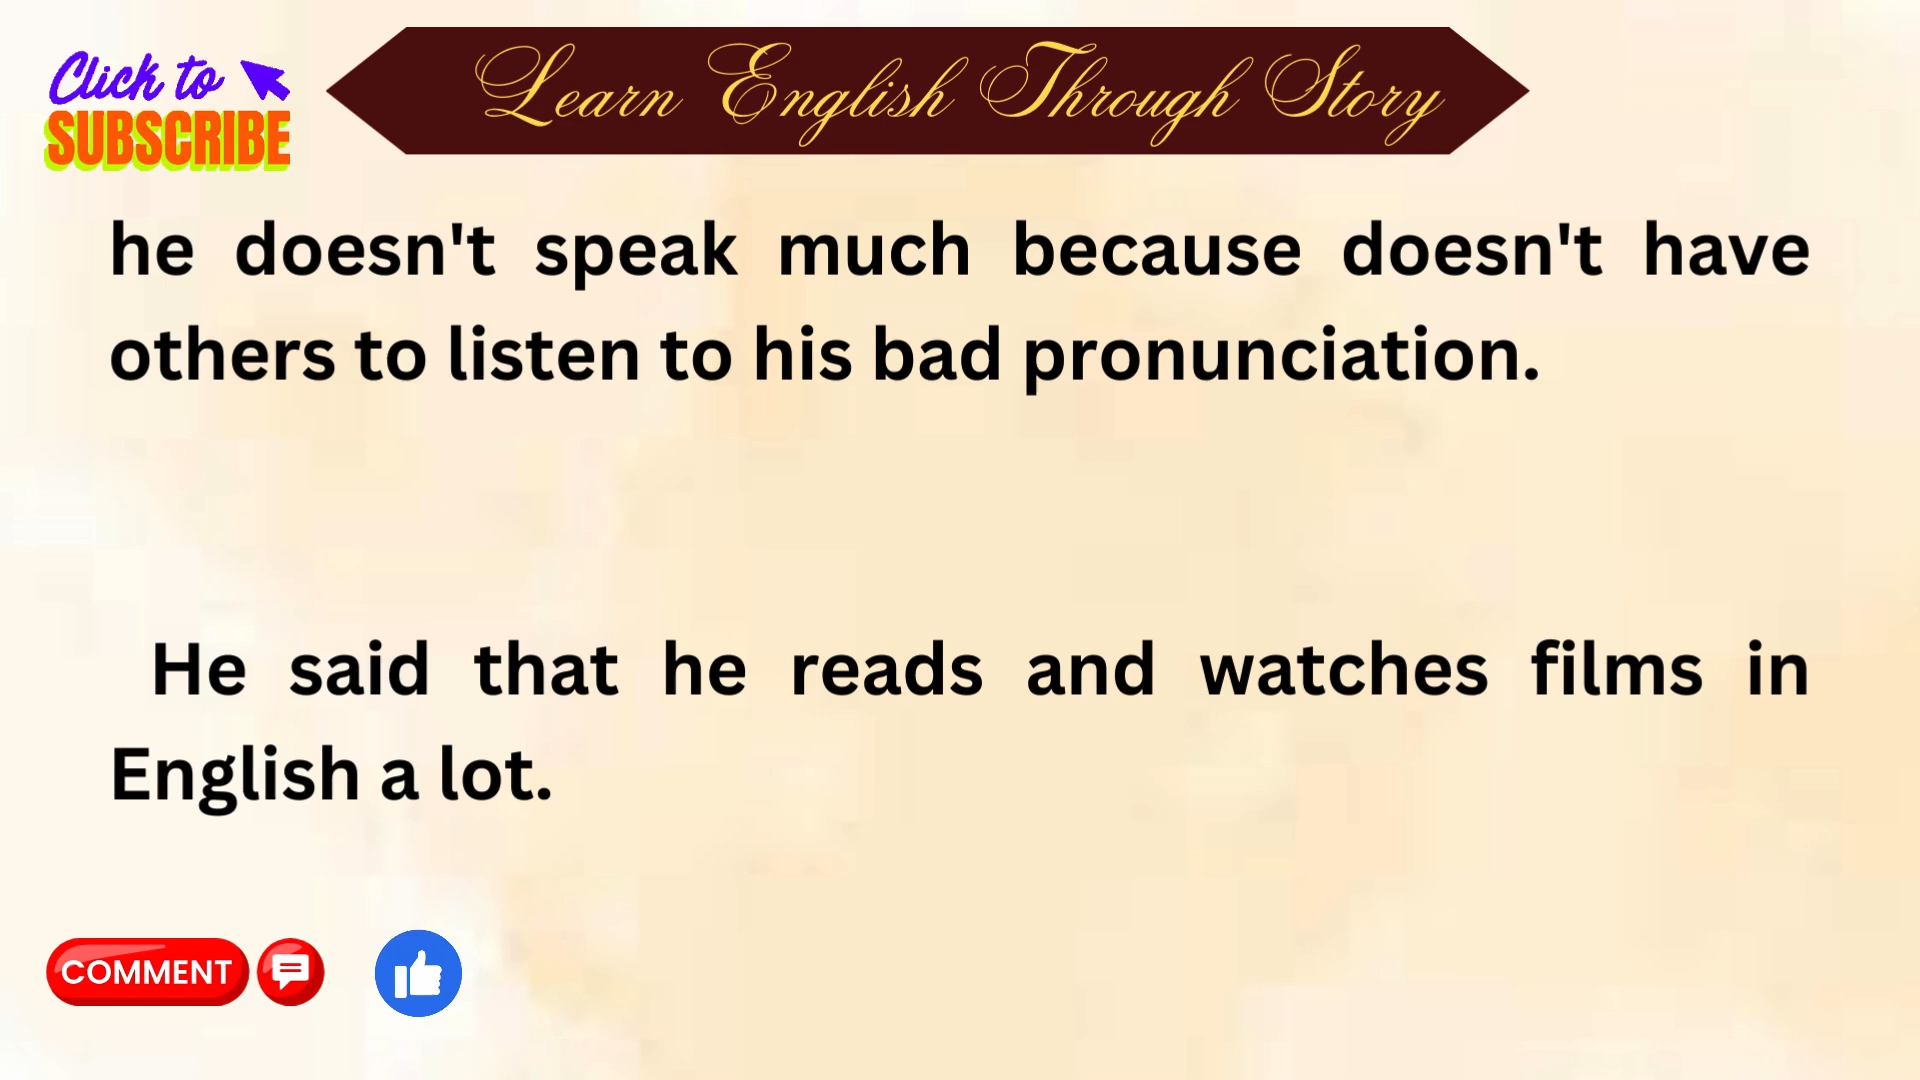 Click to
SUBSCRIBE
Learn English Through Story
he doesn't speak much because doesn't have
others to listen to his bad pronunciation.
He said that he reads and watches films in
English a lot.
COMMENT